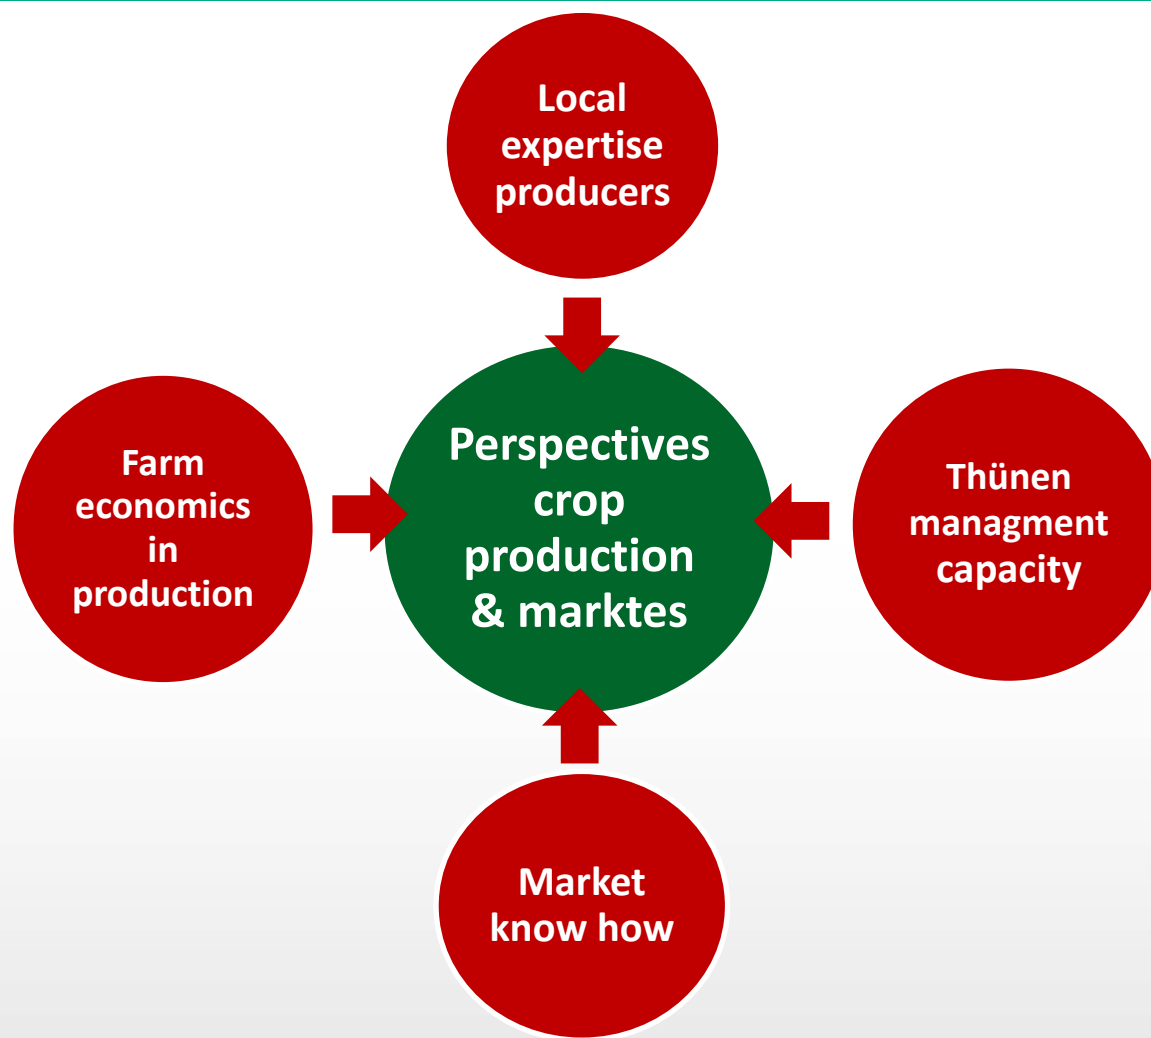 Local
expertise
producers
Farm
economics
in
production
Perspectives
crop
production
& marktes
Thünen
managment
capacity
Market
know how